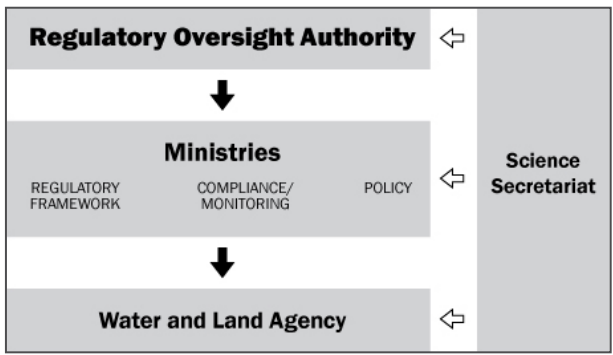 Regulatory Oversight Authority
Ministries
REGULATORY
FRAMEWORK
COMPLIANCE/
MONITORING
POLICY
Water and Land Agency
Science
Secretariat